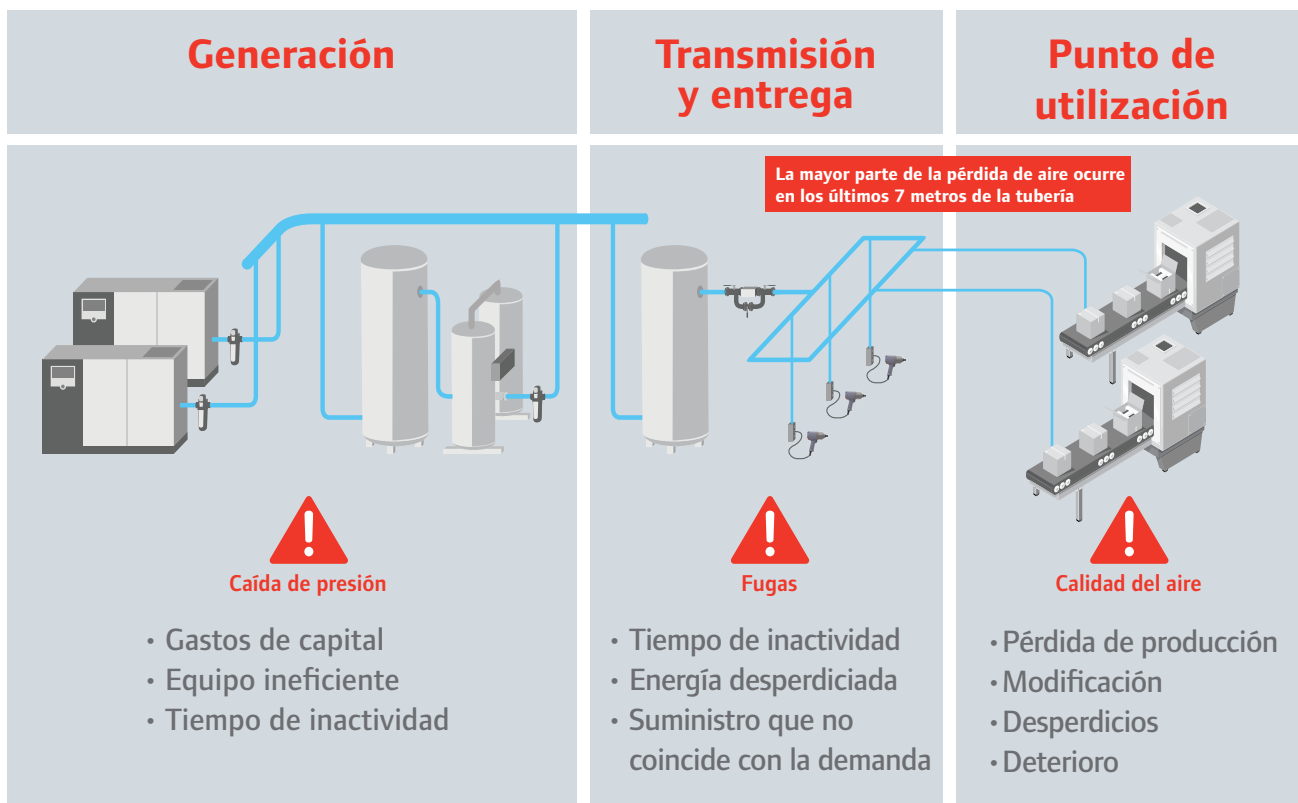 Generación
Transmisión
y entrega
Punto de
utilización
La mayor parte de la pérdida de aire ocurre
en los últimos 7 metros de la tubería
Caída de presión
• Gastos de capital
• Equipo ineficiente
• Tiempo de inactividad
Fugas
• Tiempo de inactividad
• Energía desperdiciada
• Suministro que no
coincide con la demanda
Calidad del aire
• Pérdida de producción
• Modificación
• Desperdicios
• Deterioro